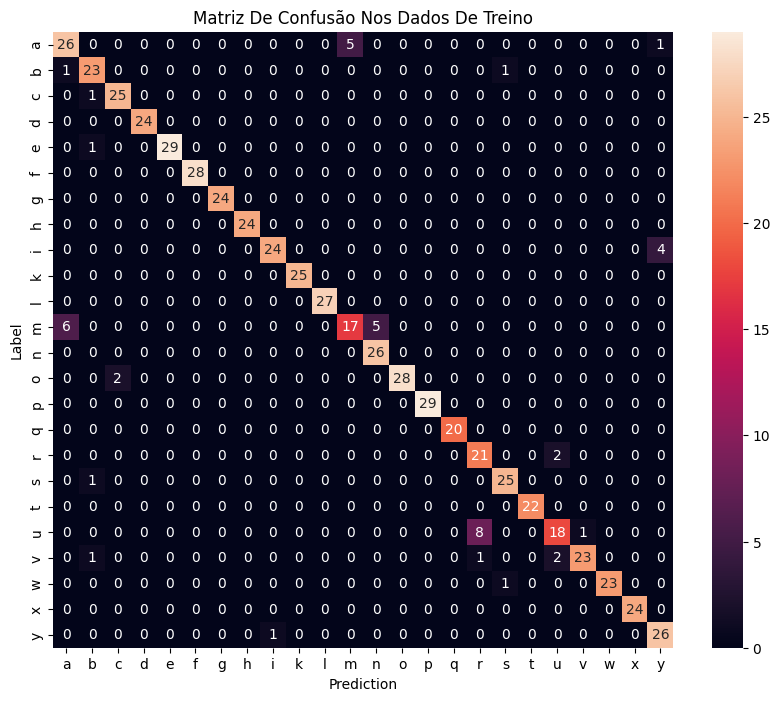 Matriz De Confusão Nos Dados De Treino
Label
a 26 0 0 0 0 0 0 0 0 0 0 5 0 0 0 0 0 0 0 0 0 0 0 1
b 1 23 0 0 0 0 0 0 0 0 0 0 0 0 0 0 0 1 0 0 0 0 0 0
c 0 1 25 0 0 0 0 0 0 0 0 0 0 0 0 0 0 0 0 0 0 0 0 0
d 0 0 0 24 0 0 0 0 0 0 0 0 0 0 0 0 0 0 0 0 0 0 0 0
e 0 1 0 0 29 0 0 0 0 0 0 0 0 0 0 0 0 0 0 0 0 0 0 0
f 0 0 0 0 0 28 0 0 0 0 0 0 0 0 0 0 0 0 0 0 0 0 0 0
g 0 0 0 0 0 0 24 0 0 0 0 0 0 0 0 0 0 0 0 0 0 0 0 0
h 0 0 0 0 0 0 0 24 0 0 0 0 0 0 0 0 0 0 0 0 0 0 0 0
i 0 0 0 0 0 0 0 0 24 0 0 0 0 0 0 0 0 0 0 0 0 0 0 4
k 0 0 0 0 0 0 0 0 0 25 0 0 0 0 0 0 0 0 0 0 0 0 0 0
l 0 0 0 0 0 0 0 0 0 0 27 0 0 0 0 0 0 0 0 0 0 0 0 0
m 6 0 0 0 0 0 0 0 0 0 0 17 5 0 0 0 0 0 0 0 0 0 0 0
n 0 0 0 0 0 0 0 0 0 0 0 0 26 0 0 0 0 0 0 0 0 0 0 0
o 0 0 2 0 0 0 0 0 0 0 0 0 0 28 0 0 0 0 0 0 0 0 0 0
p 0 0 0 0 0 0 0 0 0 0 0 0 0 0 29 0 0 0 0 0 0 0 0 0
q 0 0 0 0 0 0 0 0 0 0 0 0 0 0 0 20 0 0 0 0 0 0 0 0
r 0 0 0 0 0 0 0 0 0 0 0 0 0 0 0 0 21 0 0 2 0 0 0 0
s 0 1 0 0 0 0 0 0 0 0 0 0 0 0 0 0 0 25 0 0 0 0 0 0
t 0 0 0 0 0 0 0 0 0 0 0 0 0 0 0 0 0 0 22 0 0 0 0 0
u 0 0 0 0 0 0 0 0 0 0 0 0 0 0 0 0 8 0 0 18 1 0 0 0
v 0 1 0 0 0 0 0 0 0 0 0 0 0 0 0 0 1 0 0 2 23 0 0 0
w 0 0 0 0 0 0 0 0 0 0 0 0 0 0 0 0 0 1 0 0 0 23 0 0
x 0 0 0 0 0 0 0 0 0 0 0 0 0 0 0 0 0 0 0 0 0 0 24 0
y 0 0 0 0 0 0 0 0 1 0 0 0 0 0 0 0 0 0 0 0 0 0 0 26
a b c d e f g h i k l m n o p q r s t u v w x y
Prediction
25
20
15
10
5
0